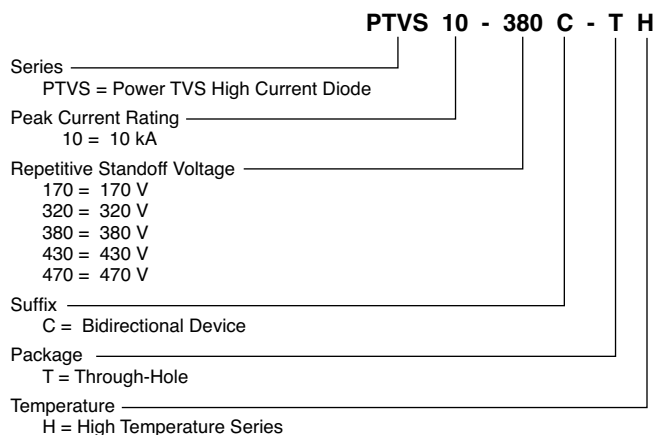 PTVS 10 - 380 C - T H
Series
PTVS = Power TVS High Current Diode
Peak Current Rating
10 = 10 kA
Repetitive Standoff Voltage
170 = 170 V
320 = 320 V
380 = 380 V
430 = 430 V
470 = 470 V
Suffix
C = Bidirectional Device
Package
T = Through-Hole
Temperature
H = High Temperature Series